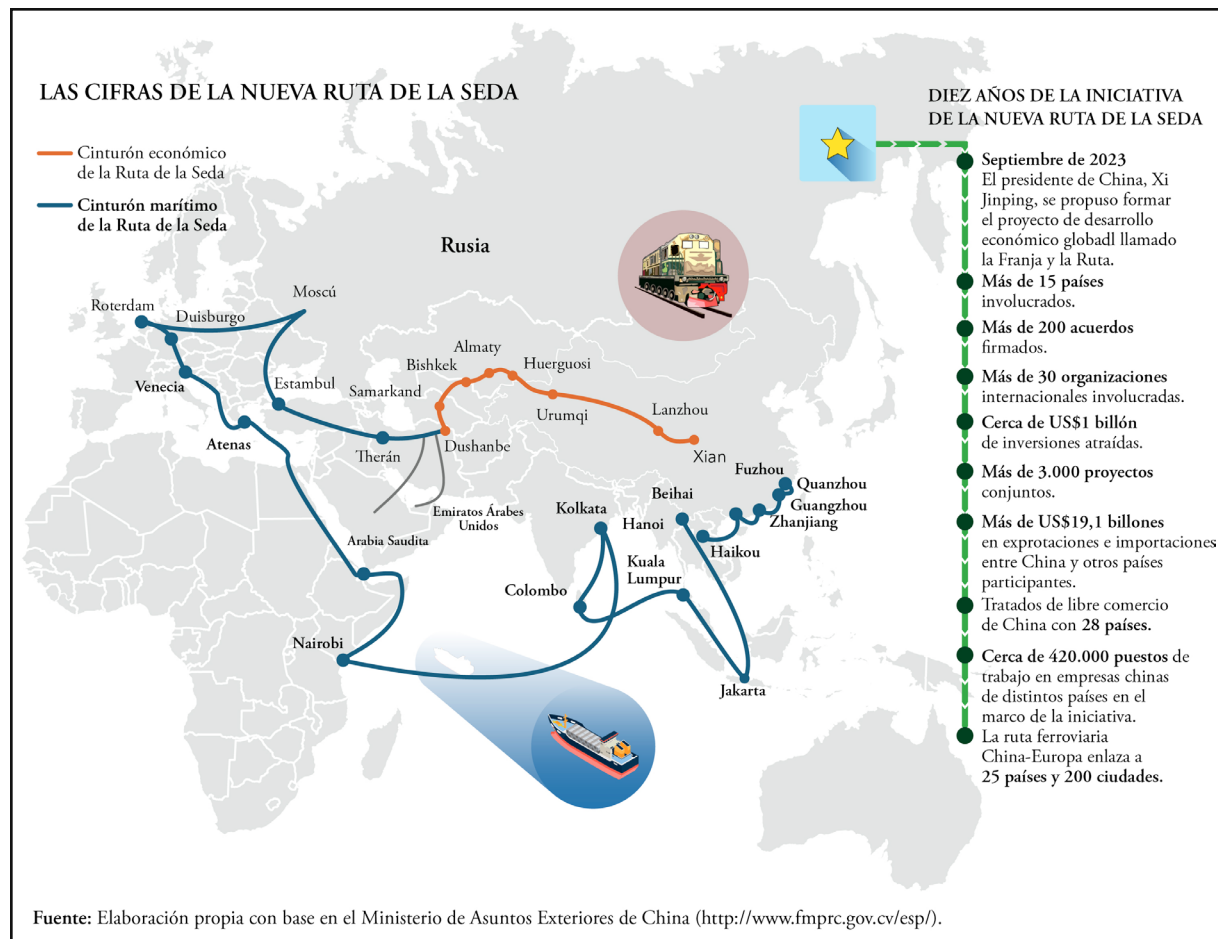 LAS CIFRAS DE LA NUEVA RUTA DE LA SEDA
Cinturón económico
de la Ruta de la Seda
Cinturón marítimo
de la Ruta de la Seda
Rusia
Moscú
Roterdam
Duisburgo
Venecia
Estambul
Atenas
Therán
Samarkand
Bishkek
Almaty
Huerguosi
Urumqi
Lanzhou
Xian
Dushanbe
Emiratos Árabes
Unidos
Arabia Saudita
Fuzhou
Quanzhou
Guangzhou
Zhanjiang
Beihai
Hanoi
Haikou
Kolkata
Kuala
Lumpur
Colombo
Nairobi
Jakarta
DIEZ AÑOS DE LA INICIATIVA
DE LA NUEVA RUTA DE LA SEDA
Septiembre de 2023
El presidente de China, Xi
Jinping, se propuso formar
el proyecto de desarrollo
económico globadl llamado
la Franja y la Ruta.
Más de 15 países
involucrados.
Más de 200 acuerdos
firmados.
Más de 30 organizaciones
internacionales involucradas.
Cerca de US$1 billón
de inversiones atraídas.
Más de 3.000 proyectos
conjuntos.
Más de US$19,1 billones
en exprotaciones e importaciones
entre China y otros países
participantes.
Tratados de libre comercio
de China con 28 países.
Cerca de 420.000 puestos de
trabajo en empresas chinas
de distintos países en el
marco de la iniciativa.
La ruta ferroviaria
China-Europa enlaza a
25 países y 200 ciudades.
Fuente: Elaboración propia con base en el Ministerio de Asuntos Exteriores de China (http://www.fmprc.gov.cv/esp/).